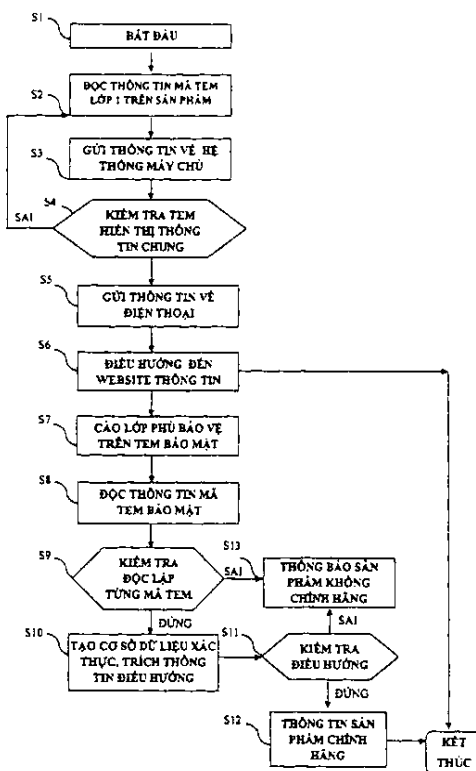 S1
BẮT ĐẦU
S2
ĐỌC THÔNG TIN MÃ TEM
LỚP 1 TRÊN SẢN PHẨM
S3
GỬI THÔNG TIN VỀ HỆ
THỐNG MÁY CHỦ
S4
SAI
KIỂM TRA TEM
HIỂN THỊ THÔNG
TIN CHUNG
S5
GỬI THÔNG TIN VỀ
ĐIỆN THOẠI
S6
ĐIỀU HƯỚNG ĐẾN
WEBSITE THÔNG TIN
S7
CÀO LỚP PHỦ BẢO VỆ
TRÊN TEM BẢO MẬT
S8
ĐỌC THÔNG TIN MÃ
TEM BẢO MẬT
S9
KIỂM TRA
ĐỘC LẬP
TỪNG MÃ TEM
SAI
S13
THÔNG BÁO SẢN
PHẨM KHÔNG
CHÍNH HÃNG
ĐÚNG
SAI
S10
TẠO CƠ SỞ DỮ LIỆU XÁC
THỰC, TRÍCH THÔNG
TIN ĐIỀU HƯỚNG
S11
KIỂM TRA
ĐIỀU HƯỚNG
ĐÚNG
S12
THÔNG TIN SẢN
PHẨM CHÍNH
HÃNG
KẾT
THÚC